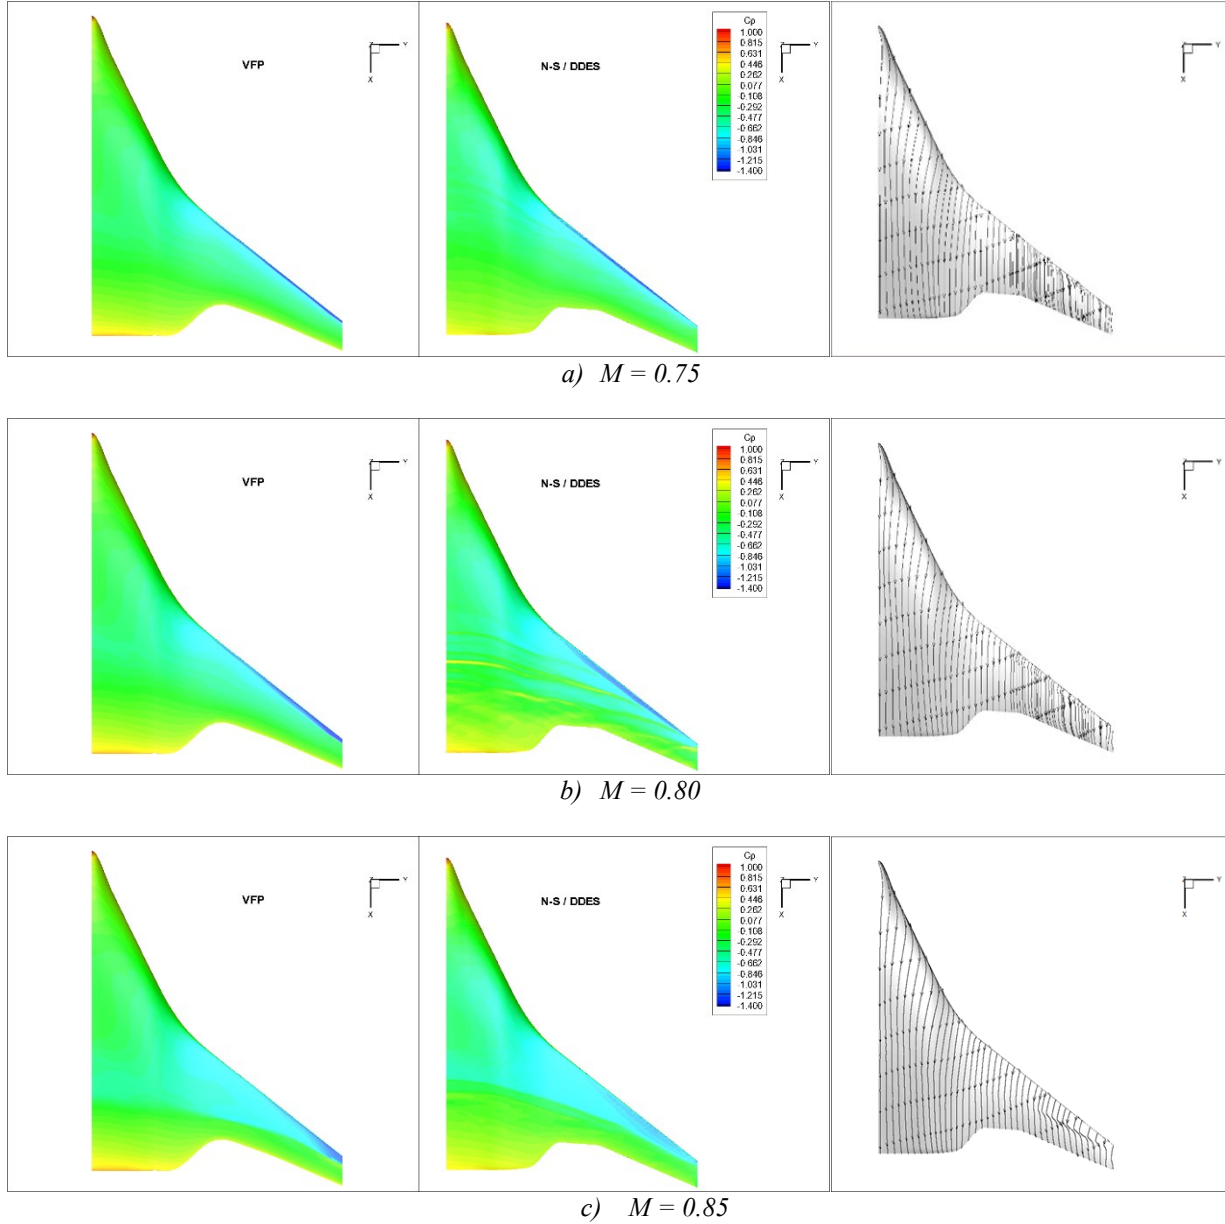 VFP
Z
Y
X
N-S / DDES
Cp
1.000
0.815
0.631
0.446
0.262
0.077
-0.108
-0.292
-0.477
-0.662
-0.846
-1.031
-1.215
-1.400
Z
Y
X
Z
Y
X
a) M = 0.75
VFP
Z
Y
X
N-S / DDES
Cp
1.000
0.815
0.631
0.446
0.262
0.077
-0.108
-0.292
-0.477
-0.662
-0.846
-1.031
-1.215
-1.400
Z
Y
X
Z
Y
X
b) M = 0.80
VFP
Z
Y
X
N-S / DDES
Cp
1.000
0.815
0.631
0.446
0.262
0.077
-0.108
-0.292
-0.477
-0.662
-0.846
-1.031
-1.215
-1.400
Z
Y
X
Z
Y
X
c) M = 0.85